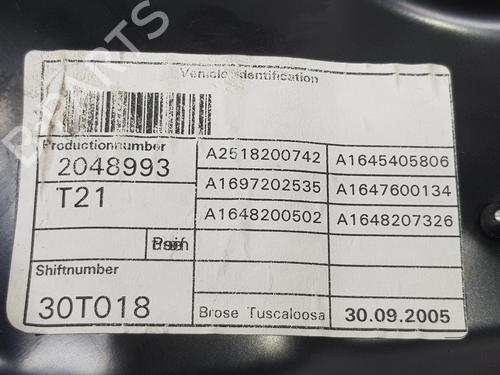 Vehicle Identification
Productionnumber
2048993
T21
Shiftnumber
30T018
A2518200742
A1697202535
A1648200502
A1645405806
A1647600134
A1648207326
Brose Tuscaloosa
30.09.2005